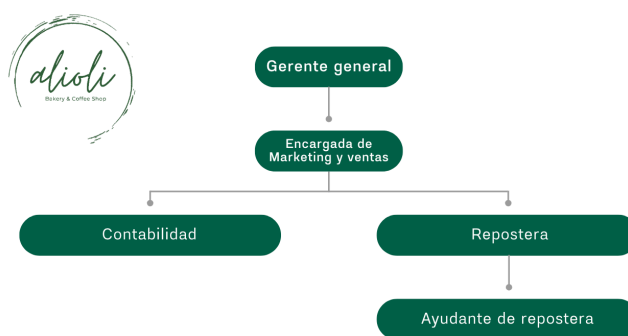 alioli
Bakery & Coffee Shop
Gerente general
Encargada de
Marketing y ventas
Contabilidad
Repostera
Ayudante de repostera